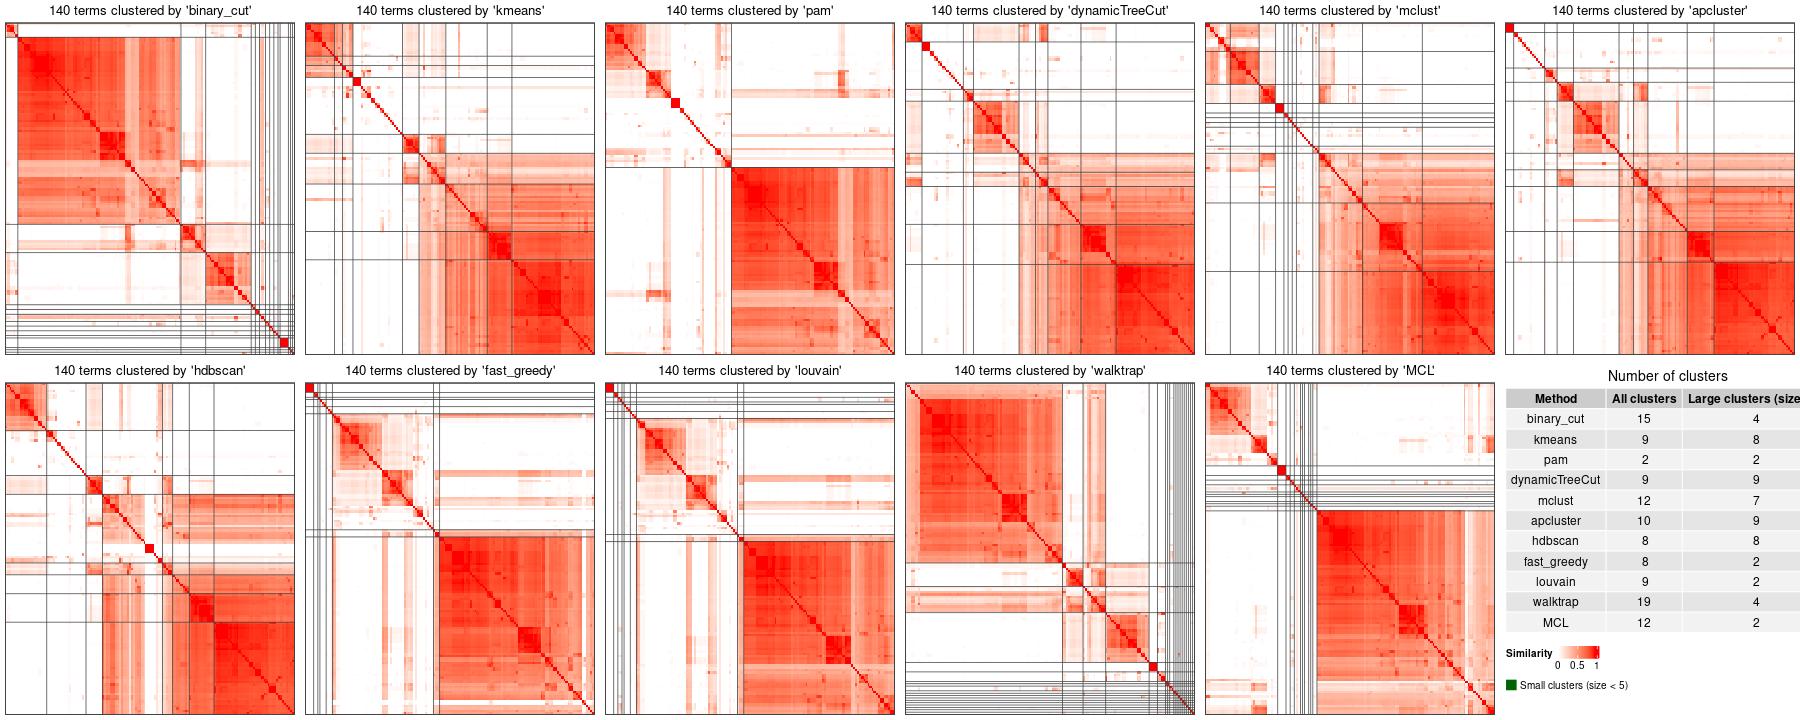 140 terms clustered by 'binary_cut'
140 terms clustered by 'kmeans'
140 terms clustered by 'pam'
140 terms clustered by 'dynamicTreeCut'
140 terms clustered by 'mclust'
140 terms clustered by 'apcluster'
140 terms clustered by 'hdbscan'
140 terms clustered by 'fast_greedy'
140 terms clustered by 'louvain'
140 terms clustered by 'walktrap'
140 terms clustered by 'MCL'
Number of clusters
Method All clusters Large clusters (size
binary_cut 15 4
kmeans 9 8
pam 2 2
dynamicTreeCut 9 9
mclust 12 7
apcluster 10 9
hdbscan 8 8
fast_greedy 8 2
louvain 9 2
walktrap 19 4
MCL 12 2
Similarity
0 0.5 1
Small clusters (size < 5)